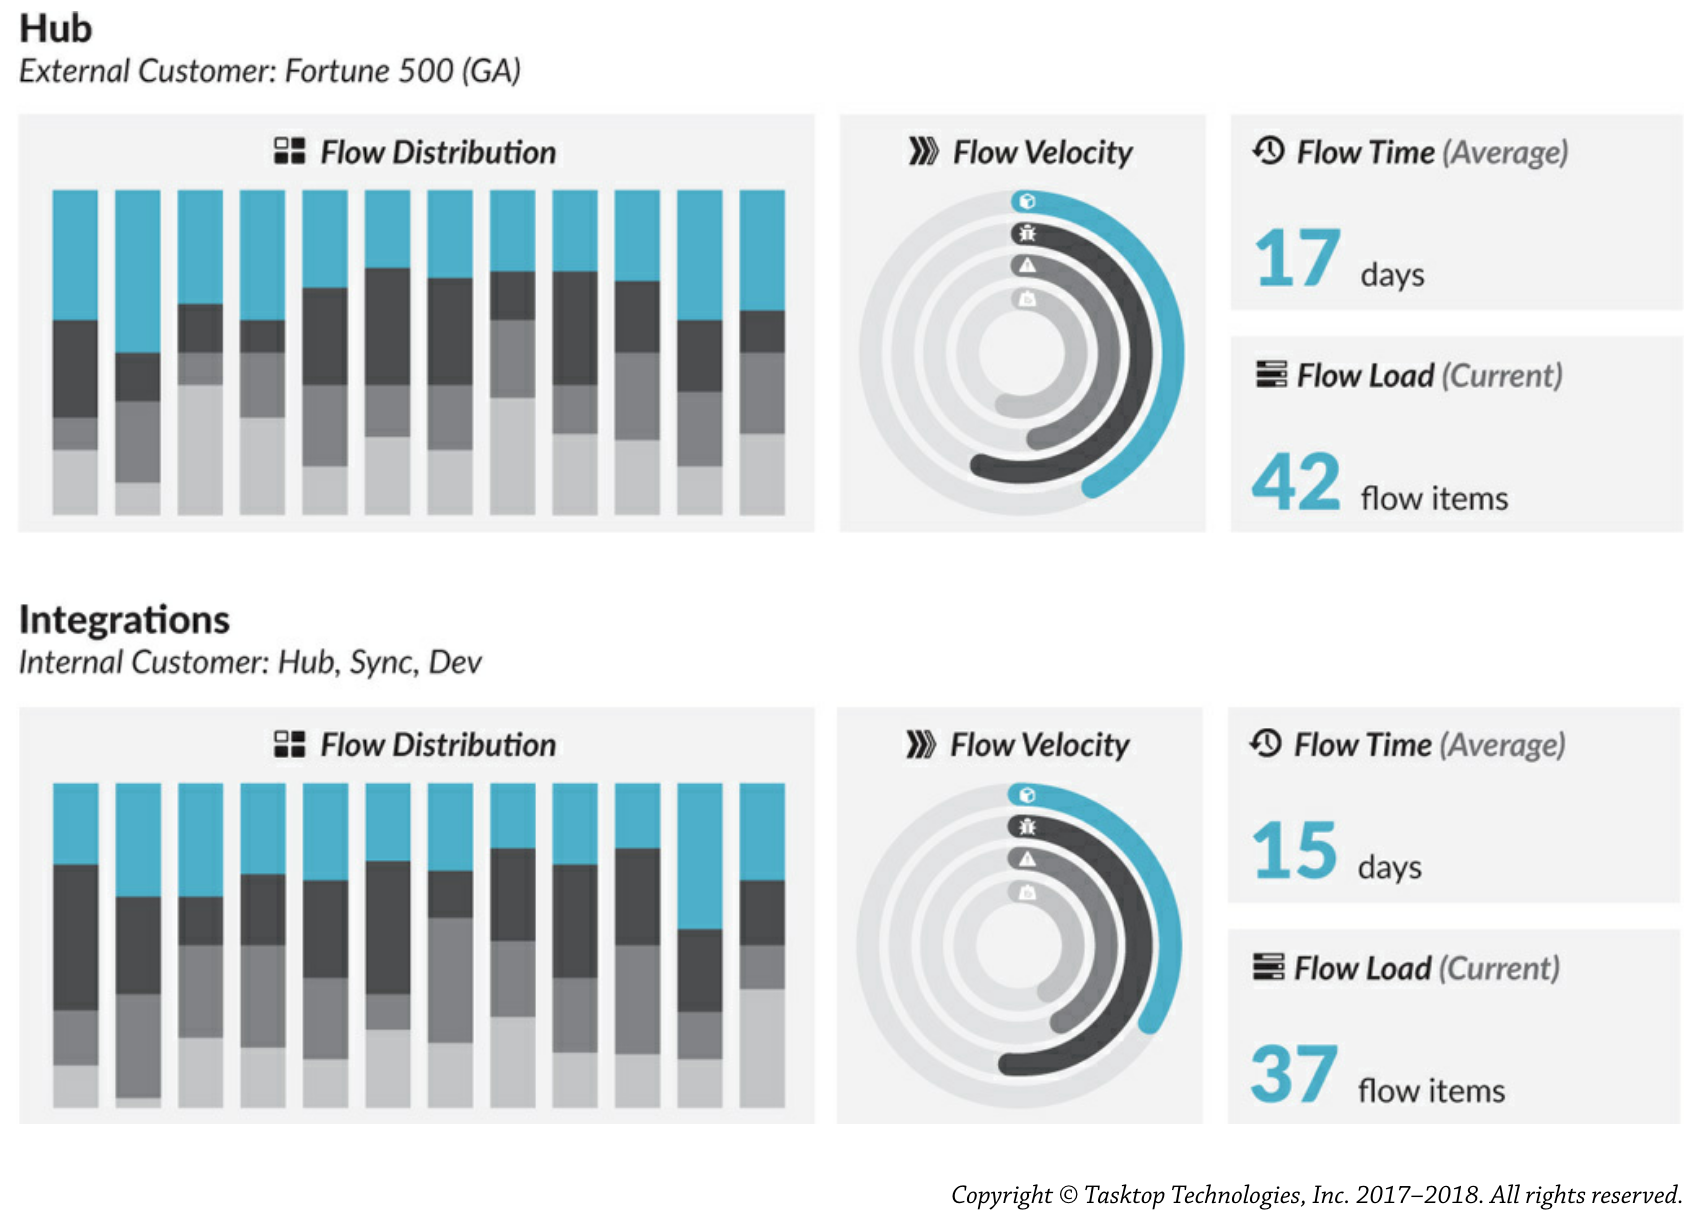 Hub
External Customer: Fortune 500 (GA)
Flow Distribution
Flow Velocity
Flow Time (Average)
17 days
Flow Load (Current)
42 flow items
Integrations
Internal Customer: Hub, Sync, Dev
Flow Distribution
Flow Velocity
Flow Time (Average)
15 days
Flow Load (Current)
37 flow items
Copyright © Tasktop Technologies, Inc. 2017–2018. All rights reserved.